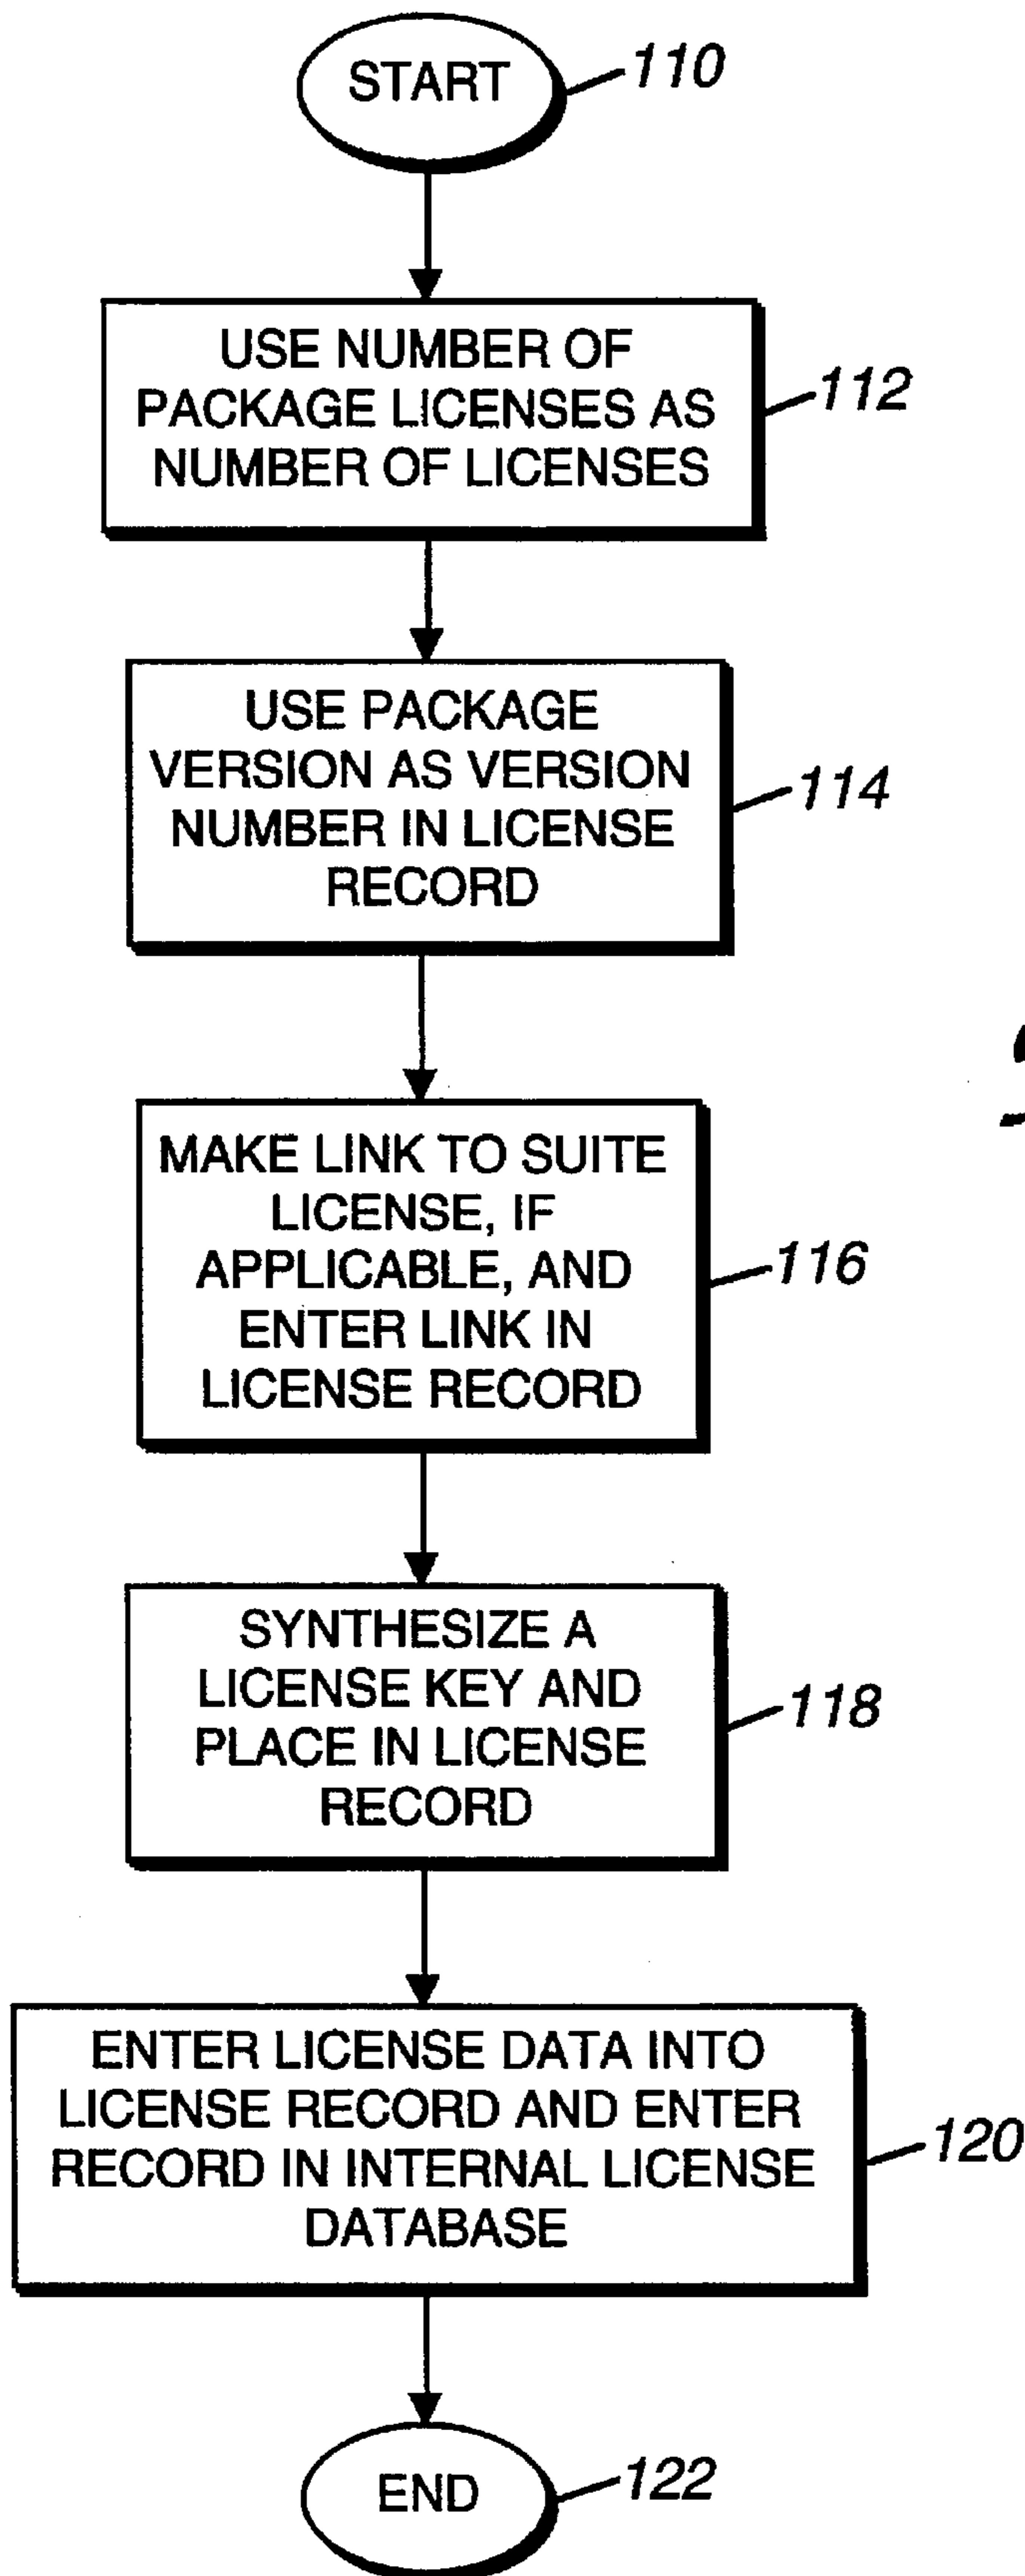 START
110
USE NUMBER OF
PACKAGE LICENSES AS
NUMBER OF LICENSES
112
USE PACKAGE
VERSION AS VERSION
NUMBER IN LICENSE
RECORD
114
MAKE LINK TO SUITE
LICENSE, IF
APPLICABLE, AND
ENTER LINK IN
LICENSE RECORD
116
SYNTHESIZE A
LICENSE KEY AND
PLACE IN LICENSE
RECORD
118
ENTER LICENSE DATA INTO
LICENSE RECORD AND ENTER
RECORD IN INTERNAL LICENSE
DATABASE
120
END
122